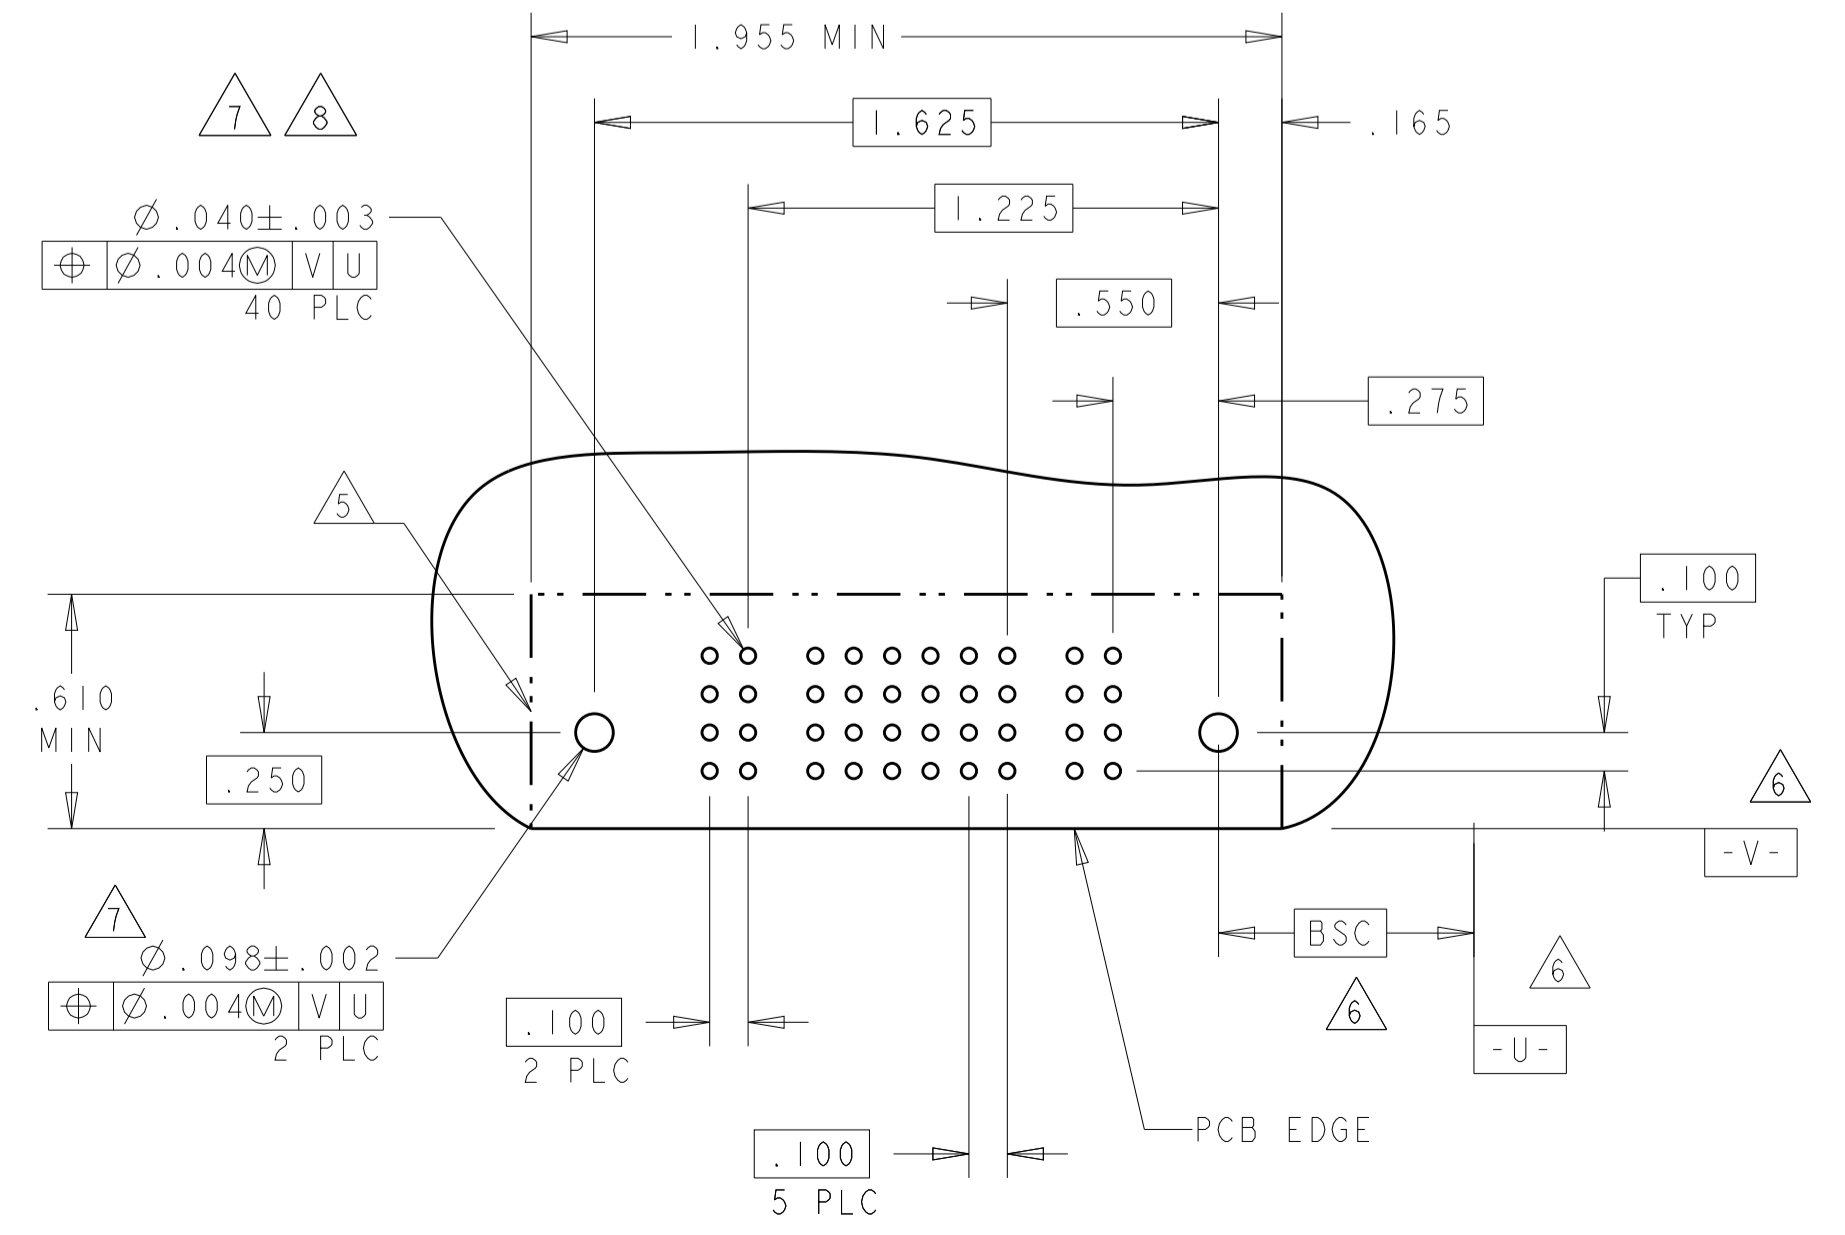 1.955 MIN
7 8
1.625
.165
⌀.040±.003
1.225
⌖ ⌀.004Ⓜ V U
40 PLC
.550
.275
5
.100
TYP
.610
MIN
.250
6
-V-
7
BSC
⌀.098±.002
6
6
⌖ ⌀.004Ⓜ V U
2 PLC
.100
2 PLC
-U-
PCB EDGE
.100
5 PLC